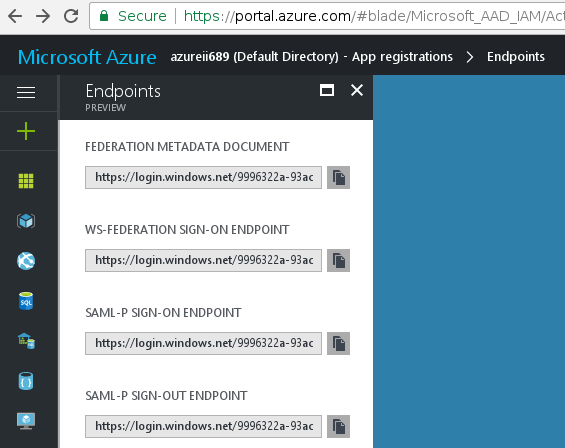 Secure https://portal.azure.com/#blade/Microsoft_AAD_IAM/Act
Microsoft Azure azureii689 (Default Directory) - App registrations > Endpoints
Endpoints
PREVIEW
FEDERATION METADATA DOCUMENT
https://login.windows.net/9996322a-93ac
WS-FEDERATION SIGN-ON ENDPOINT
https://login.windows.net/9996322a-93ac
SAML-P SIGN-ON ENDPOINT
https://login.windows.net/9996322a-93ac
SAML-P SIGN-OUT ENDPOINT
https://login.windows.net/9996322a-93ac
SQL